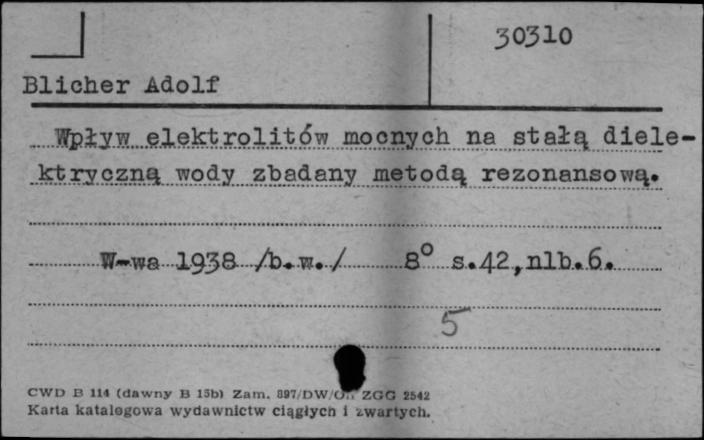 30310
Blicher Adolf
Wpływ elektrolitów mocnych na stałą diele-
ktryczną wody zbadany metodą rezonansową.
W-wa 1938 /b.w./ 8° s.42,nlb.6.
5
CWD B 114 (dawny B 15b) Zam. 897/DW/ ZGG 2542
Karta katalogowa wydawnictw ciągłych i zwartych.